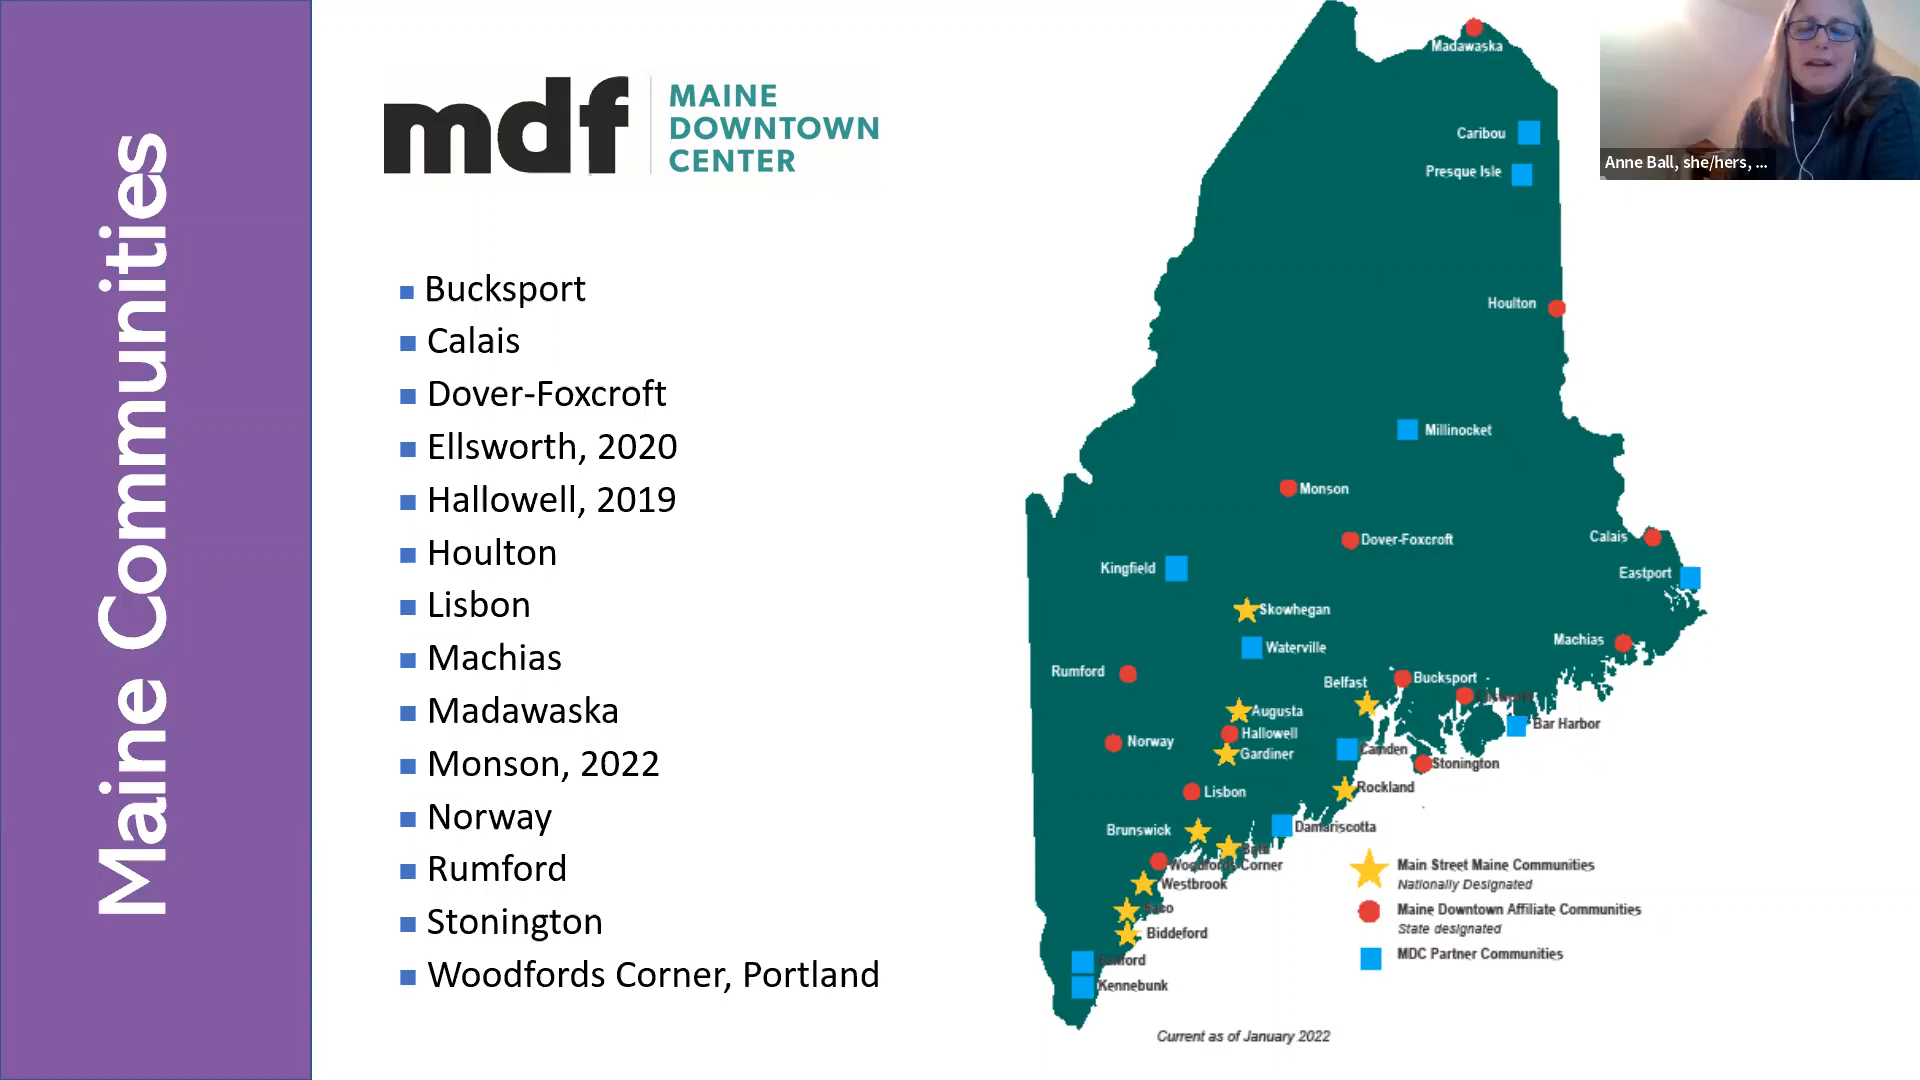 Maine Communities
mdf
MAINE
DOWNTOWN
CENTER
Bucksport
Calais
Dover-Foxcroft
Ellsworth, 2020
Hallowell, 2019
Houlton
Lisbon
Machias
Madawaska
Monson, 2022
Norway
Rumford
Stonington
Woodfords Corner, Portland
Madawaska
Caribou
Presque Isle
Houlton
Millinocket
Monson
Dover-Foxcroft
Calais
Kingfield
Eastport
Skowhegan
Waterville
Machias
Rumford
Belfast
Bucksport
Ellsworth
Augusta
Bar Harbor
Hallowell
Norway
Gardiner
Camden
Stonington
Rockland
Lisbon
Damariscotta
Brunswick
Bath
Woodfords Corner
Westbrook
Saco
Biddeford
Kennebunk
Main Street Maine Communities
Nationally Designated
Maine Downtown Affiliate Communities
State designated
MDC Partner Communities
Current as of January 2022
Anne Ball, she/hers, ...